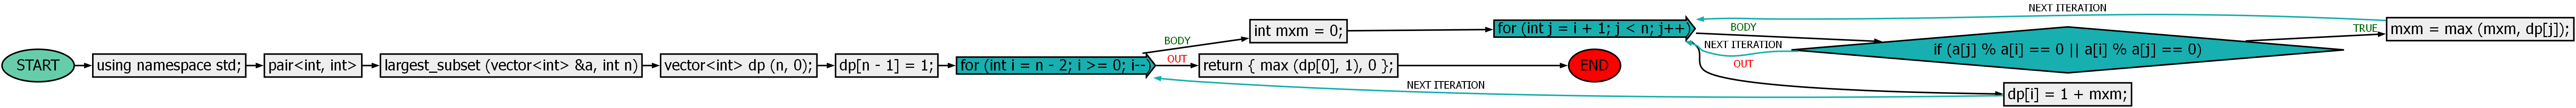 START
using namespace std;
pair<int, int>
largest_subset (vector<int> &a, int n)
vector<int> dp (n, 0);
dp[n - 1] = 1;
for (int i = n - 2; i >= 0; i--)
BODY
OUT
int mxm = 0;
return { max (dp[0], 1), 0 };
NEXT ITERATION
for (int j = i + 1; j < n; j++)
END
NEXT ITERATION
BODY
NEXT ITERATION
OUT
if (a[j] % a[i] == 0 || a[i] % a[j] == 0)
dp[i] = 1 + mxm;
TRUE
mxm = max (mxm, dp[j]);